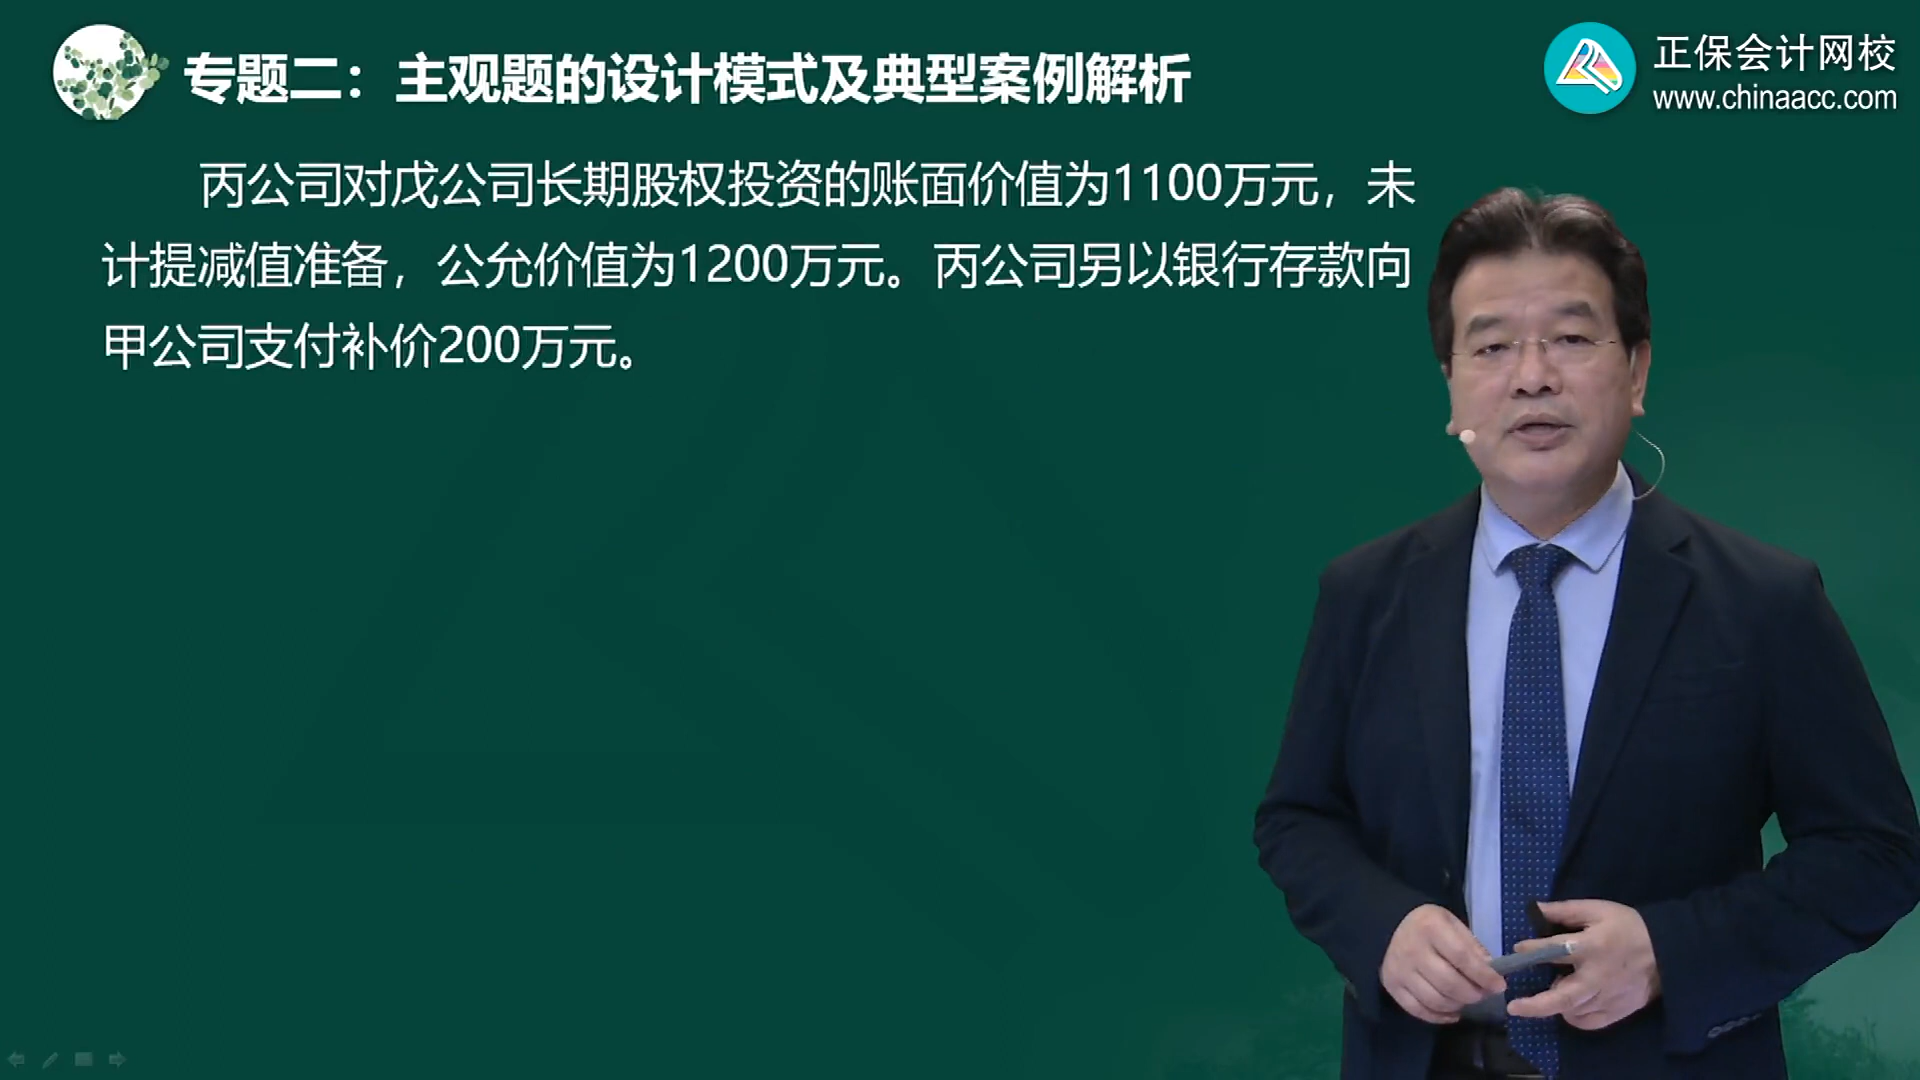 专题二：主观题的设计模式及典型案例解析
正保会计网校
www.chinaacc.com
丙公司对戊公司长期股权投资的账面价值为1100万元，未
计提减值准备，公允价值为1200万元。丙公司另以银行存款向
甲公司支付补价200万元。